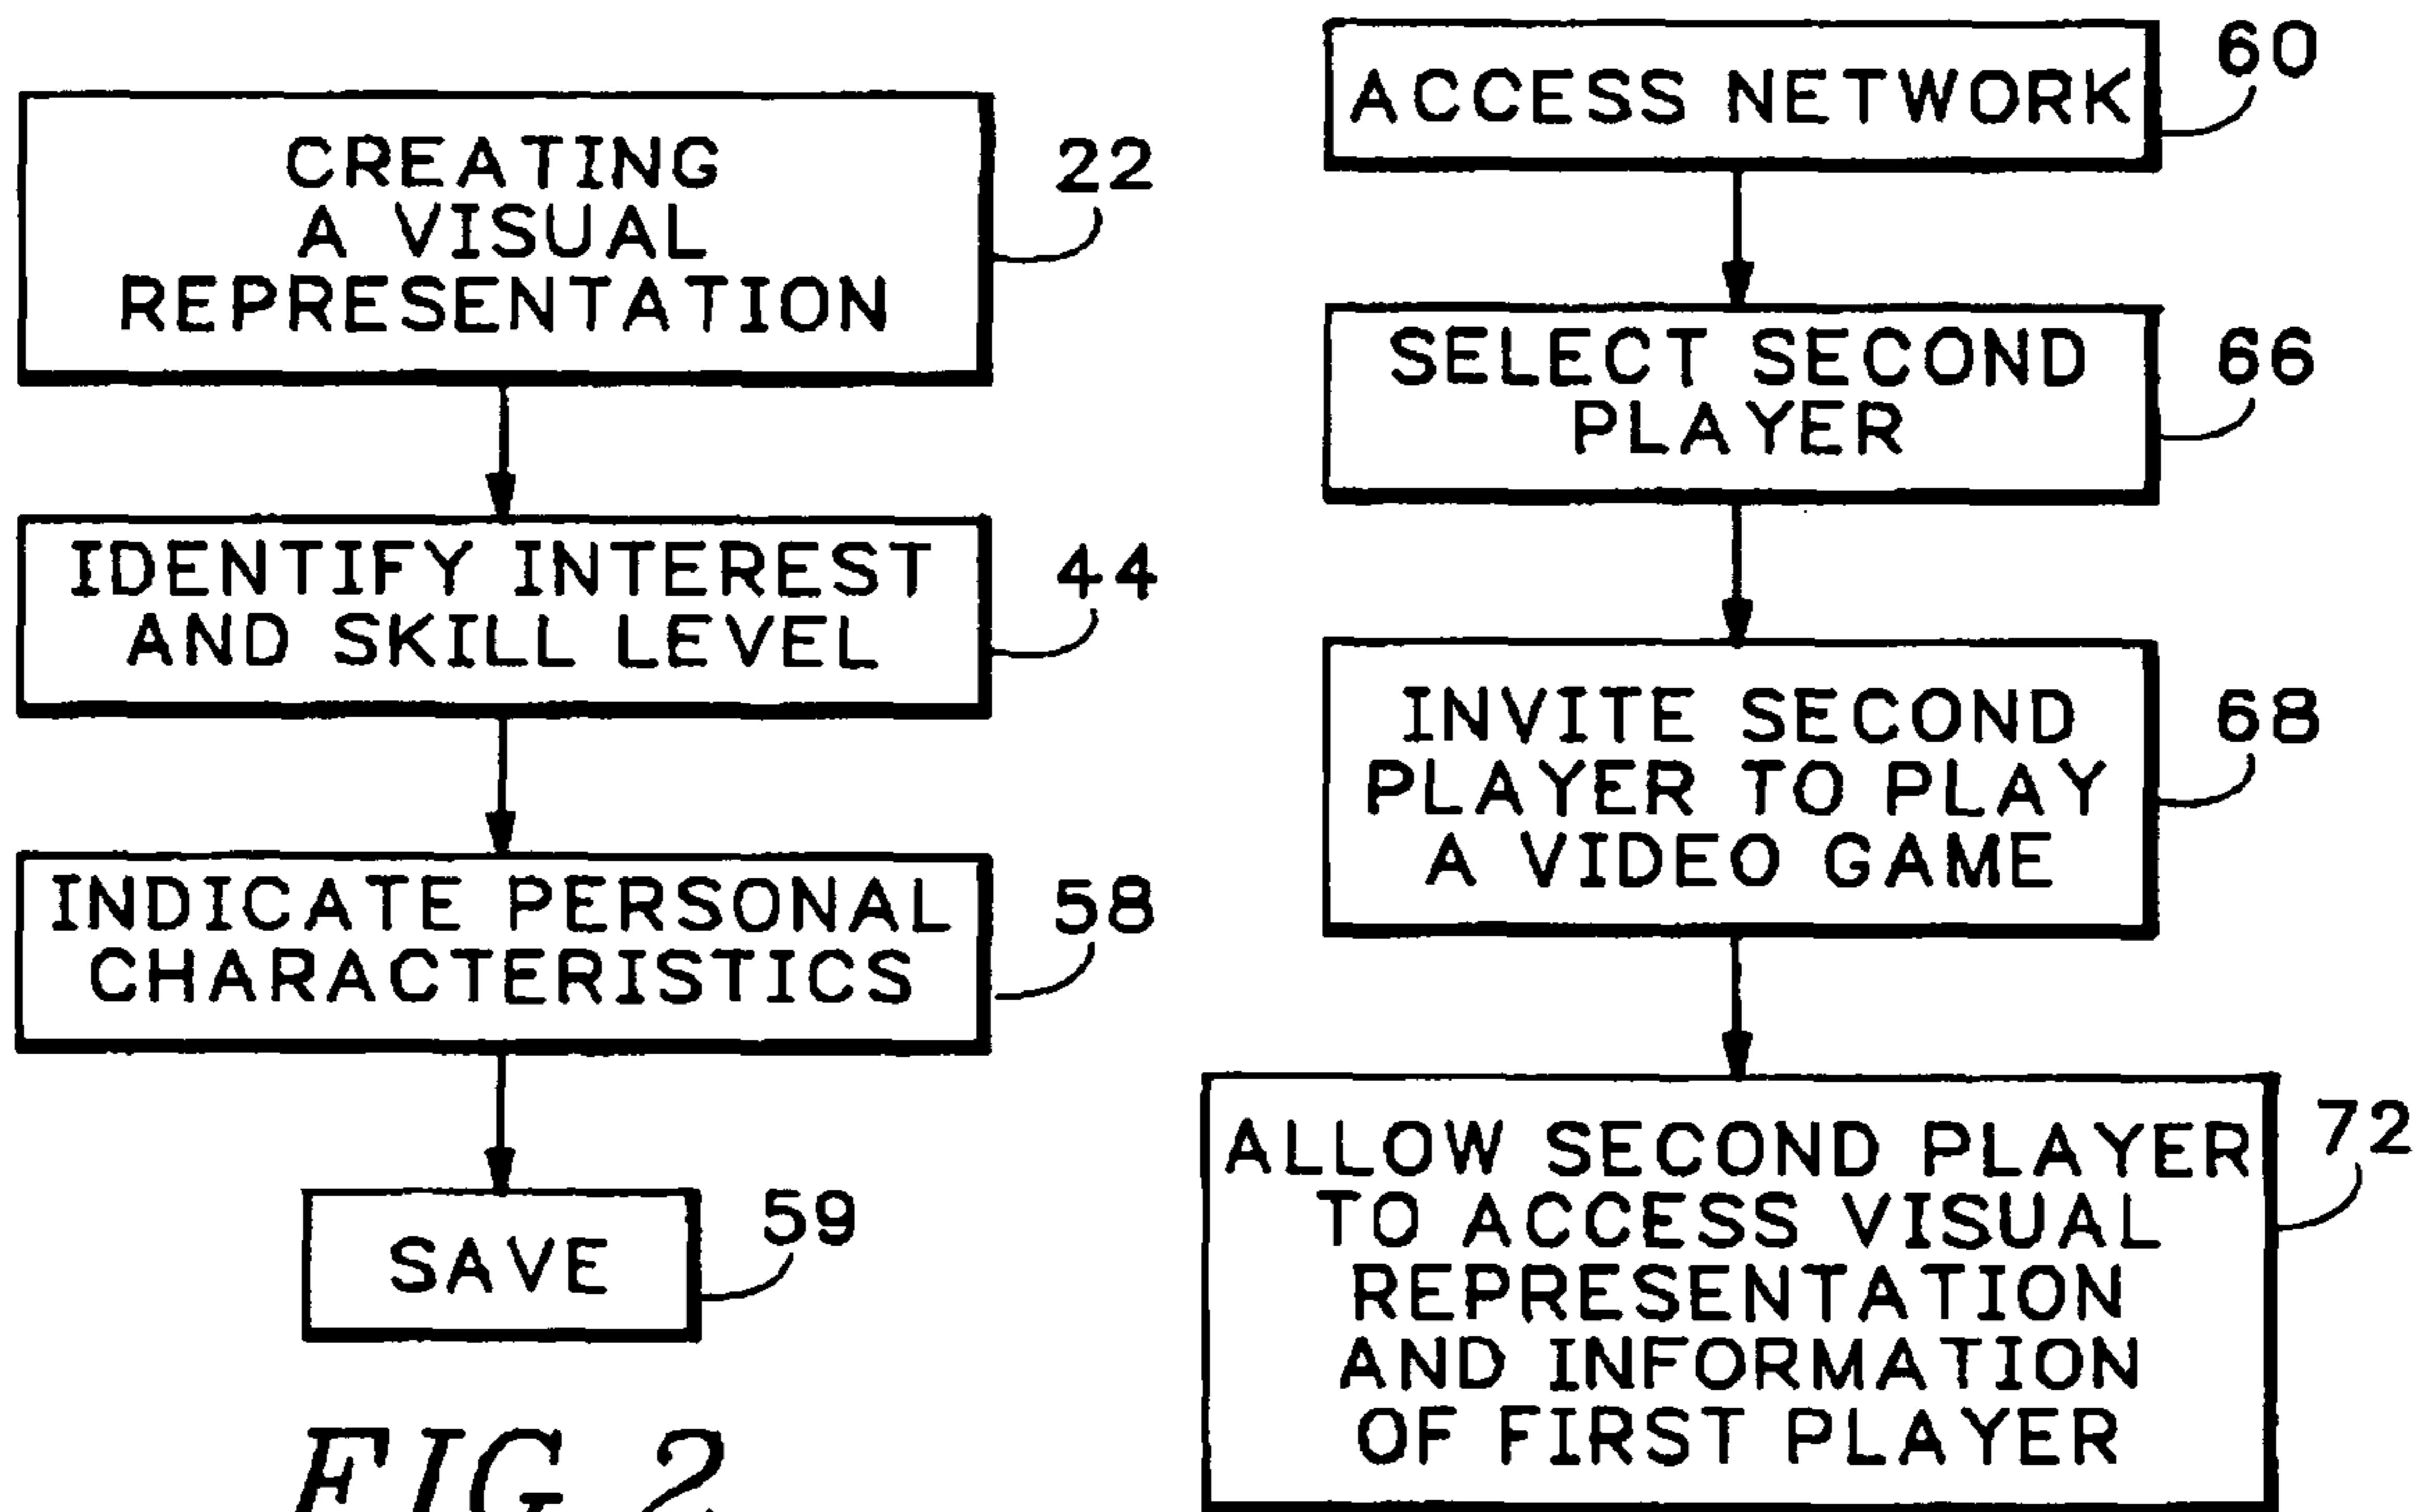 CREATING
A VISUAL
REPRESENTATION
22
IDENTIFY INTEREST
AND SKILL LEVEL
44
INDICATE PERSONAL
CHARACTERISTICS
58
SAVE
59
FIG 2
ACCESS NETWORK
60
SELECT SECOND
PLAYER
66
INVITE SECOND
PLAYER TO PLAY
A VIDEO GAME
68
ALLOW SECOND PLAYER
TO ACCESS VISUAL
REPRESENTATION
AND INFORMATION
OF FIRST PLAYER
72